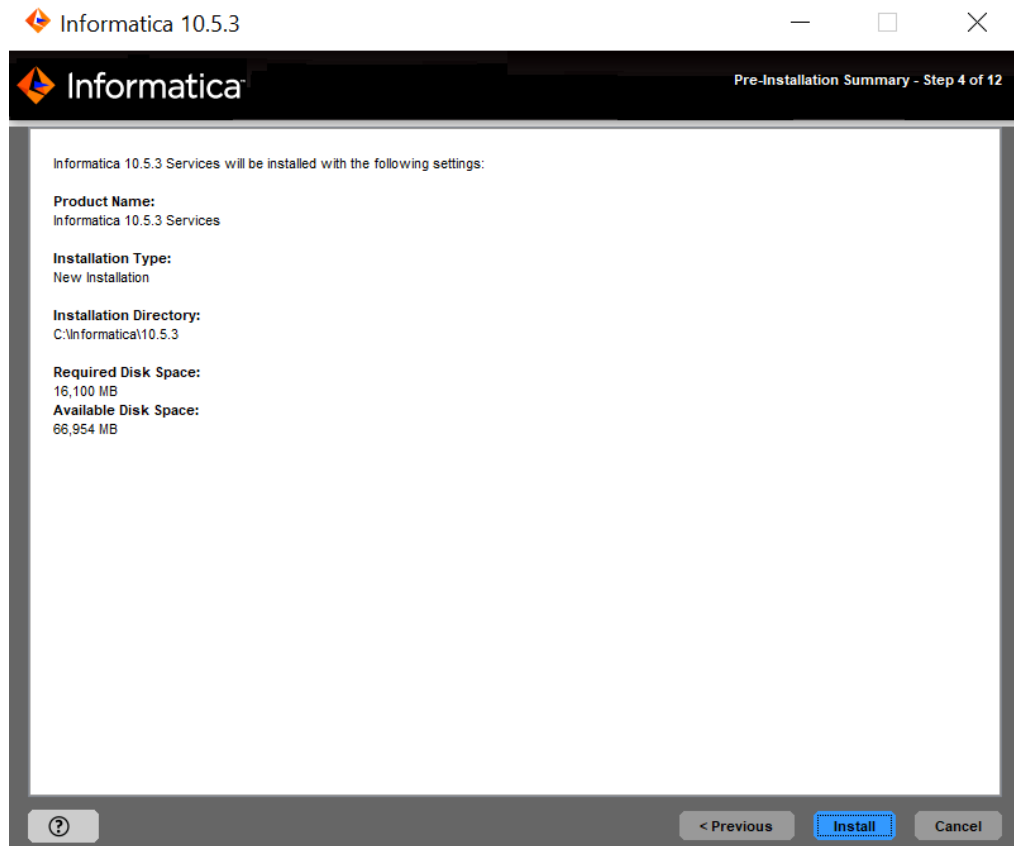 Informatica 10.5.3
Informatica
Pre-Installation Summary - Step 4 of 12
Informatica 10.5.3 Services will be installed with the following settings:
Product Name:
Informatica 10.5.3 Services
Installation Type:
New Installation
Installation Directory:
C:\Informatica\10.5.3
Required Disk Space:
16,100 MB
Available Disk Space:
66,954 MB
?
< Previous
Install
Cancel